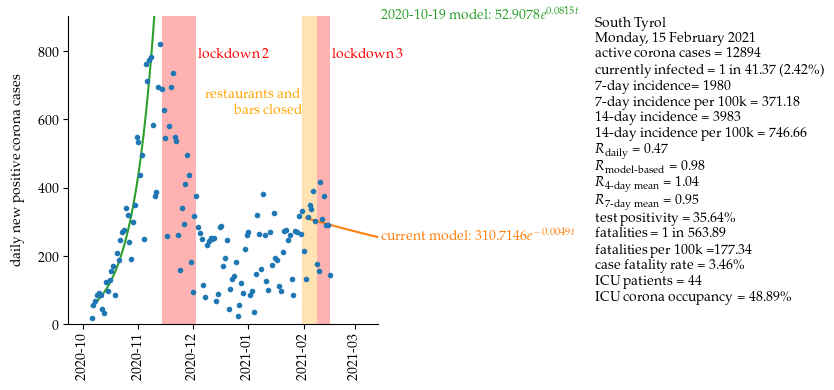 2020-10-19 model: 52.9078e^0.0815t
800
600
400
200
0
daily new positive corona cases
lockdown 2
lockdown 3
restaurants and
bars closed
current model: 310.7146e^−0.0049t
2020-10
2020-11
2020-12
2021-01
2021-02
2021-03
South Tyrol
Monday, 15 February 2021
active corona cases = 12894
currently infected = 1 in 41.37 (2.42%)
7-day incidence= 1980
7-day incidence per 100k = 371.18
14-day incidence = 3983
14-day incidence per 100k = 746.66
R daily = 0.47
R model-based = 0.98
R 4-day mean = 1.04
R 7-day mean = 0.95
test positivity = 35.64%
fatalities = 1 in 563.89
fatalities per 100k =177.34
case fatality rate = 3.46%
ICU patients = 44
ICU corona occupancy = 48.89%